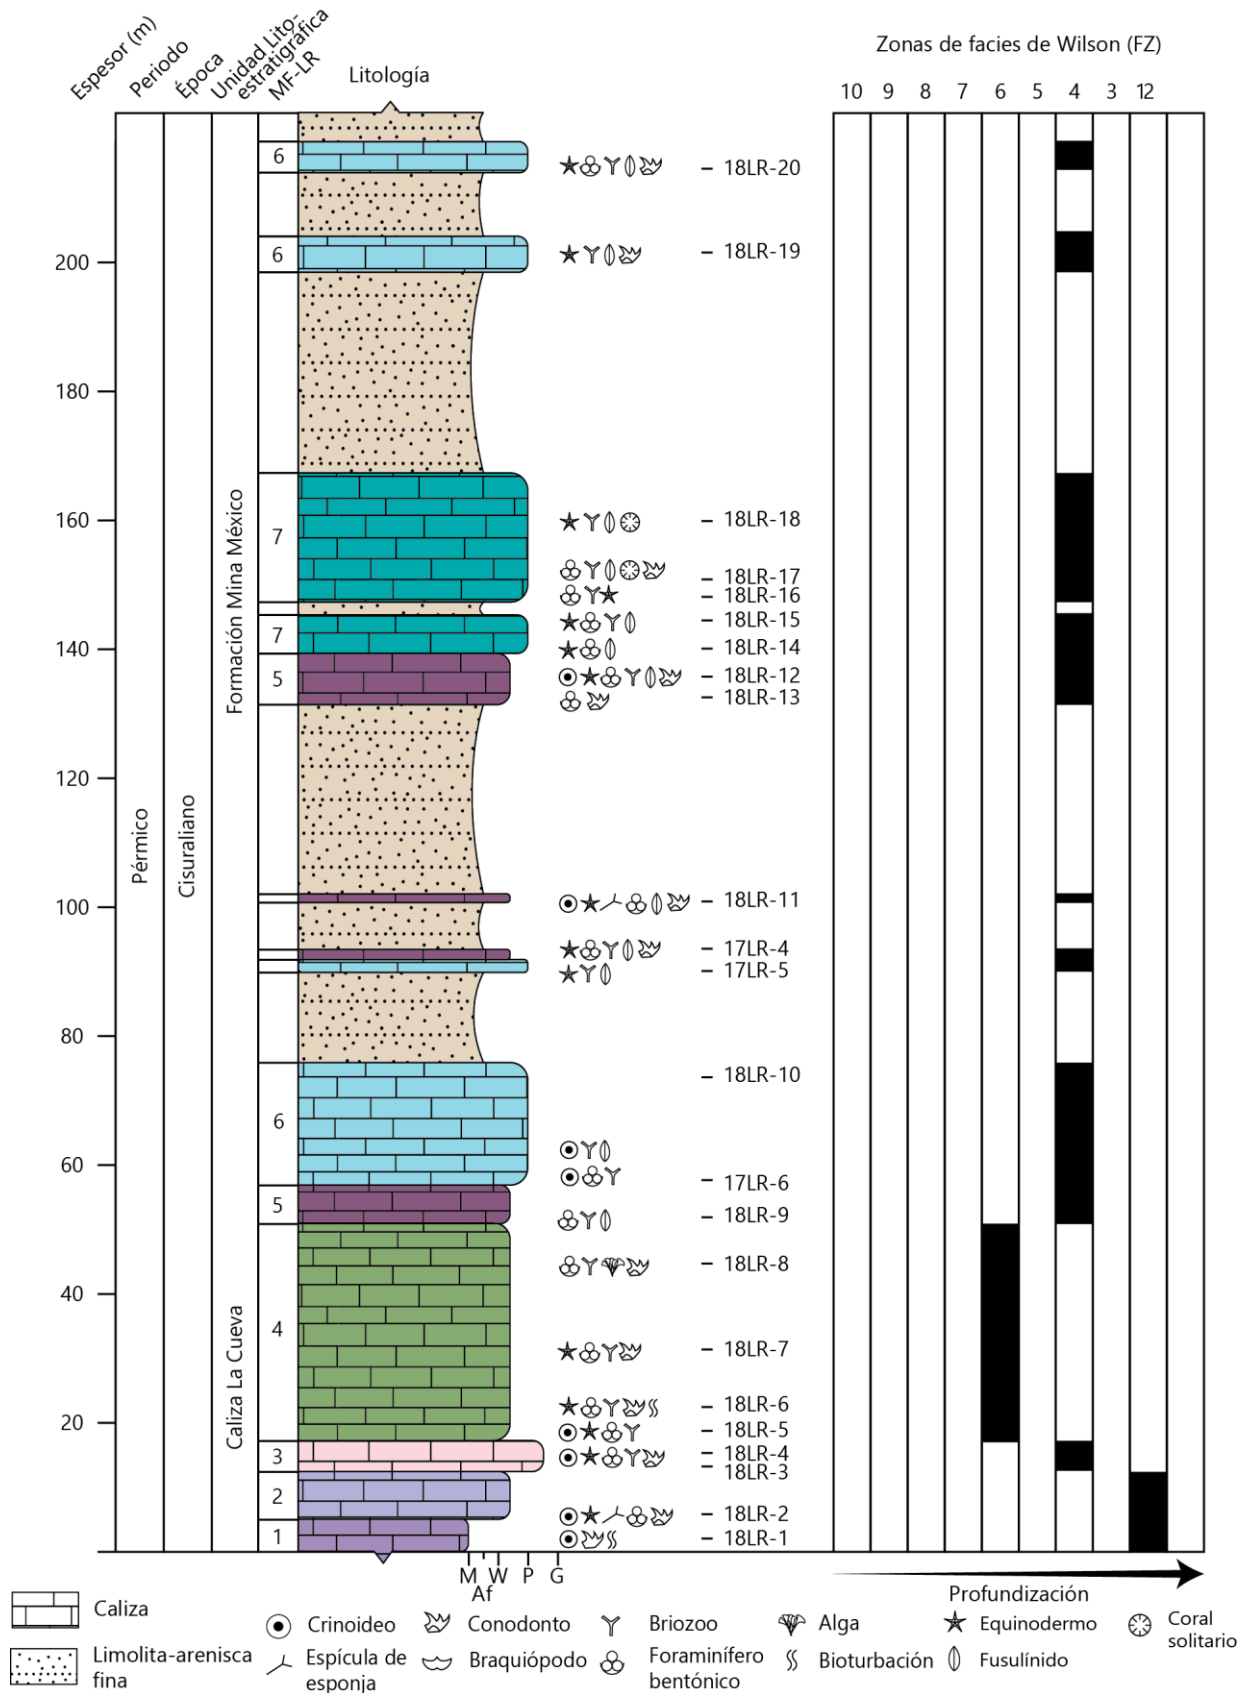 Espesor (m)
Periodo
Época
Unidad Lito-
estratigráfica
MF-LR
Litología
Zonas de facies de Wilson (FZ)
10 9 8 7 6 5 4 3 12
6
18LR-20
200
6
18LR-19
180
160
7
18LR-18
18LR-17
18LR-16
140
7
18LR-15
18LR-14
5
18LR-12
18LR-13
Formación Mina México
120
Pérmico
Cisuraliano
100
18LR-11
17LR-4
17LR-5
80
18LR-10
6
60
17LR-6
5
18LR-9
18LR-8
40
4
18LR-7
Caliza La Cueva
18LR-6
20
18LR-5
3
18LR-4
18LR-3
2
18LR-2
1
18LR-1
M W P G
Af
Profundización
Caliza
Crinoideo
Conodonto
Briozoo
Alga
Equinodermo
Coral
solitario
Limolita-arenisca
fina
Espícula de
esponja
Braquiópodo
Foraminífero
bentónico
Bioturbación
Fusulínido